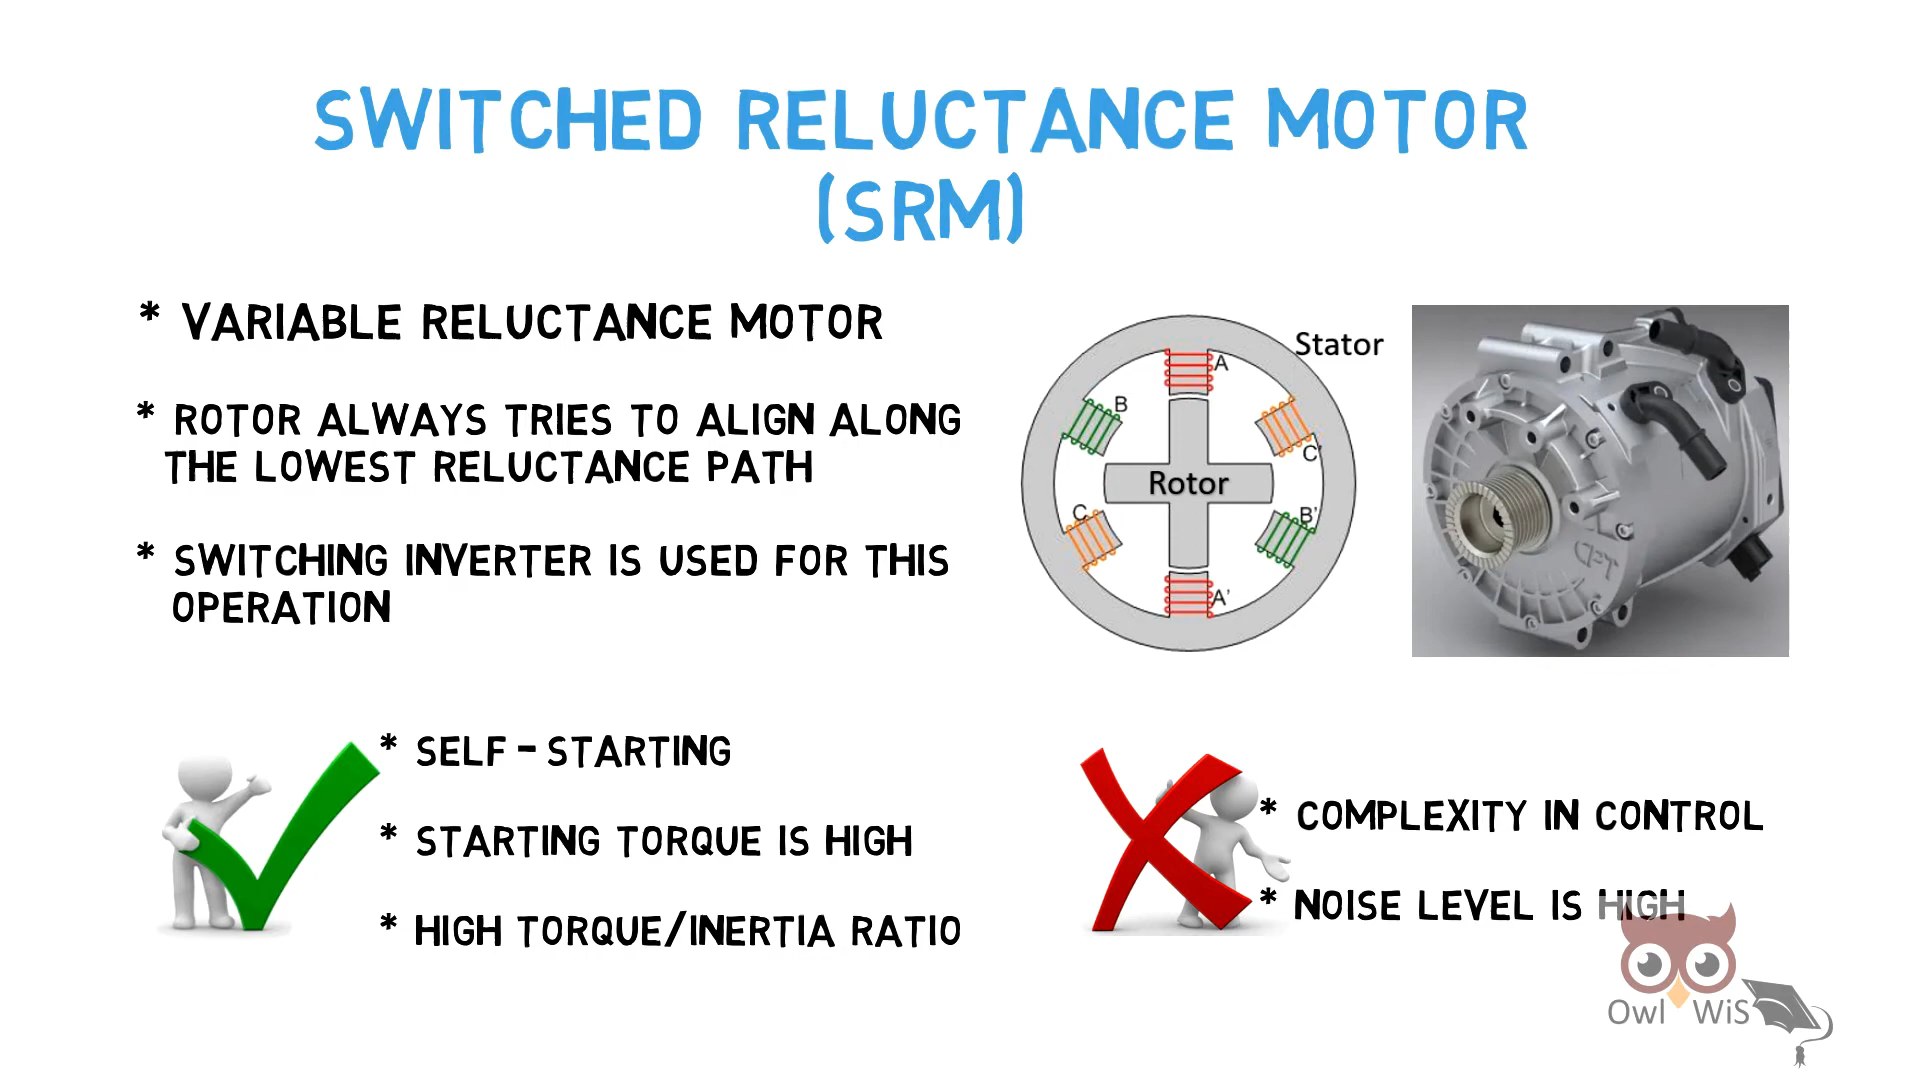 SWITCHED RELUCTANCE MOTOR
(SRM)
* VARIABLE RELUCTANCE MOTOR
* ROTOR ALWAYS TRIES TO ALIGN ALONG
THE LOWEST RELUCTANCE PATH
* SWITCHING INVERTER IS USED FOR THIS
OPERATION
Stator
A
B
C'
Rotor
C
B'
A'
CPT
* SELF-STARTING
* STARTING TORQUE IS HIGH
* HIGH TORQUE/INERTIA RATIO
* COMPLEXITY IN CONTROL
* NOISE LEVEL IS HIGH
Owl WiS